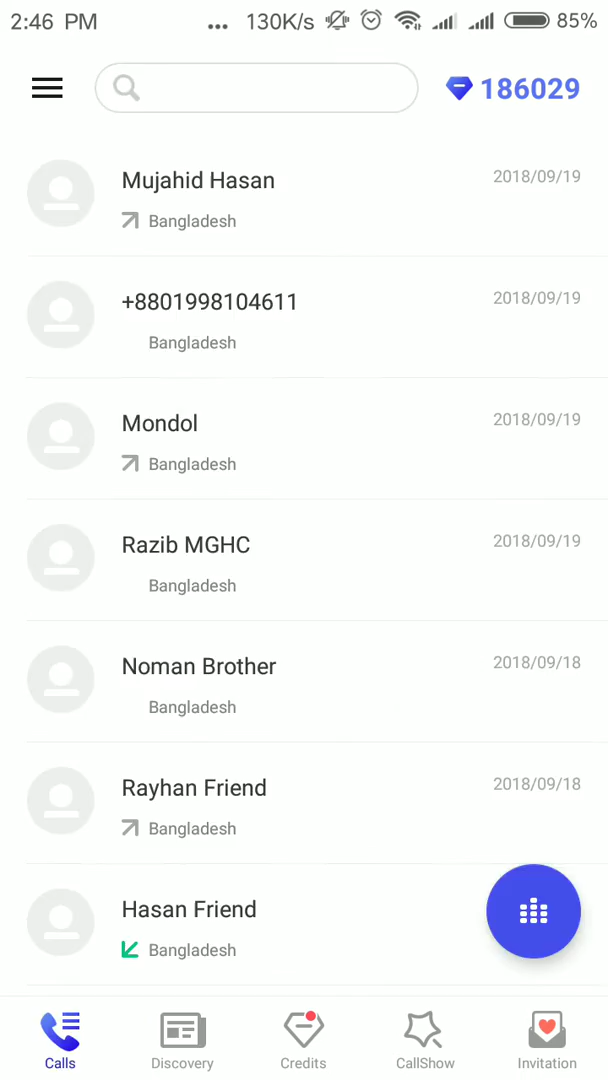 2:46 PM ... 130K/s 85%
186029
Mujahid Hasan 2018/09/19
Bangladesh
+8801998104611 2018/09/19
Bangladesh
Mondol 2018/09/19
Bangladesh
Razib MGHC 2018/09/19
Bangladesh
Noman Brother 2018/09/18
Bangladesh
Rayhan Friend 2018/09/18
Bangladesh
Hasan Friend
Bangladesh
Calls Discovery Credits CallShow Invitation